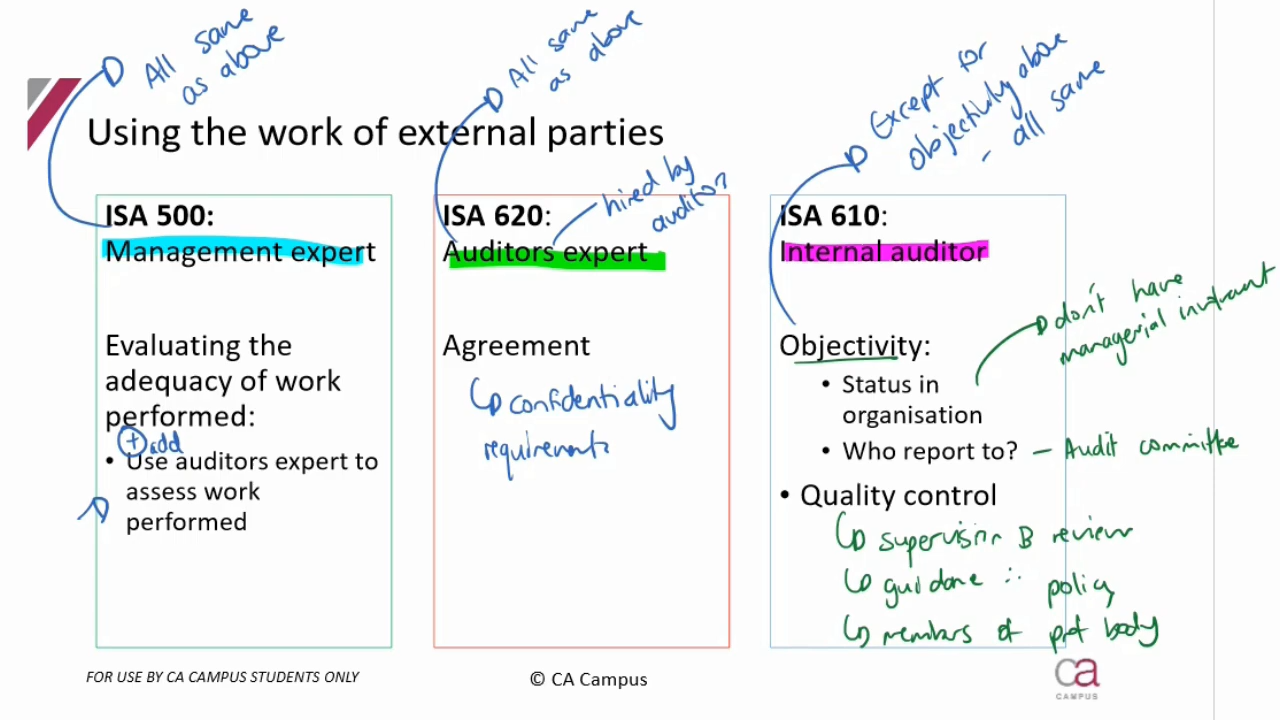 All same
as above
All same
as above
Except for
objectivity above
- all same
Using the work of external parties
hired by
auditor
ISA 500:
Management expert
Evaluating the
adequacy of work
performed:
+ add
• Use auditors expert to
assess work
performed
ISA 620:
Auditors expert
Agreement
confidentiality
requirements
ISA 610:
Internal auditor
don't have
managerial
Objectivity:
• Status in
organisation
• Who report to? – Audit committee
• Quality control
supervision & review
guidance ∴ policy
members of prof body
FOR USE BY CA CAMPUS STUDENTS ONLY
© CA Campus
ca
CAMPUS